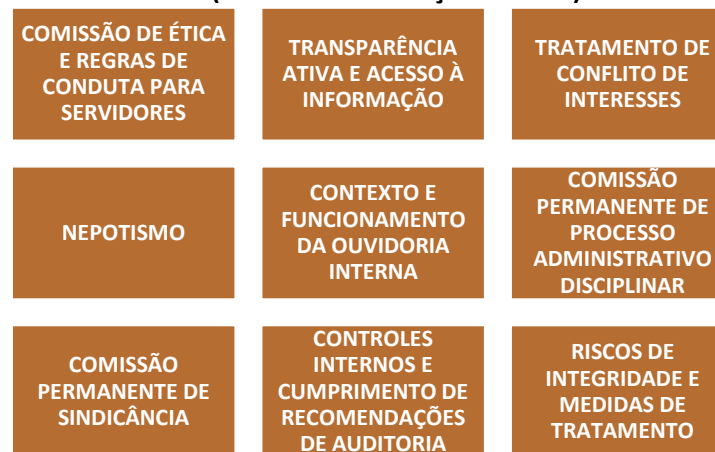 COMISSÃO DE ÉTICA
E REGRAS DE
CONDUTA PARA
SERVIDORES
TRANSPARÊNCIA
ATIVA E ACESSO À
INFORMAÇÃO
TRATAMENTO DE
CONFLITO DE
INTERESSES
NEPOTISMO
CONTEXTO E
FUNCIONAMENTO
DA OUVIDORIA
INTERNA
COMISSÃO
PERMANENTE DE
PROCESSO
ADMINISTRATIVO
DISCIPLINAR
COMISSÃO
PERMANENTE DE
SINDICÂNCIA
CONTROLES
INTERNOS E
CUMPRIMENTO DE
RECOMENDAÇÕES
DE AUDITORIA
RISCOS DE
INTEGRIDADE E
MEDIDAS DE
TRATAMENTO